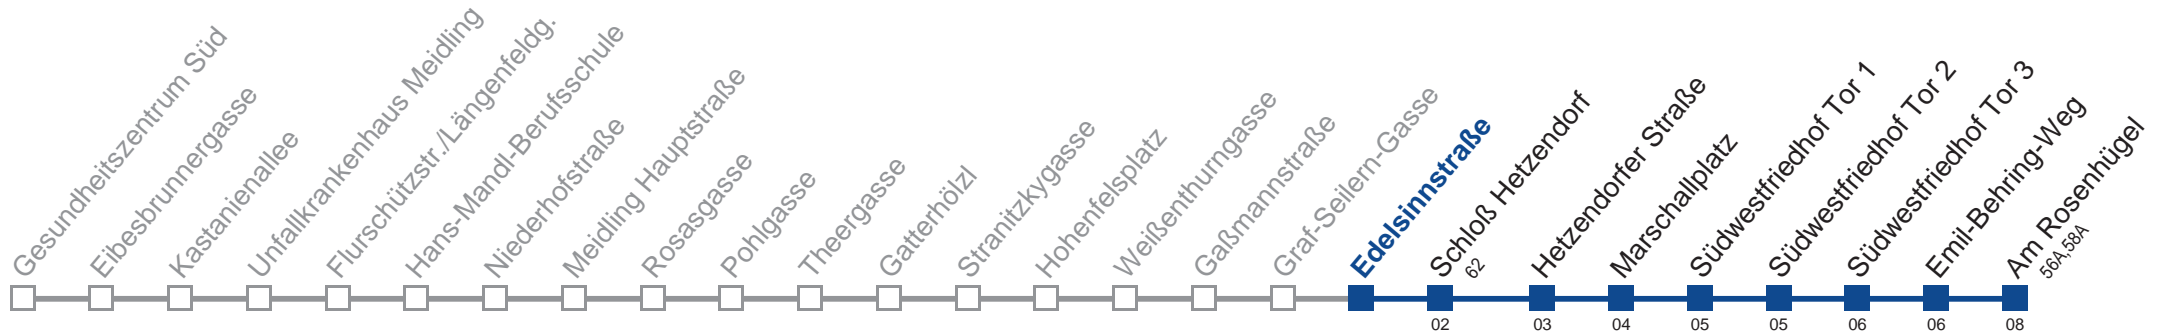 Gesundheitszentrum Süd
Eibesbrunnergasse
Kastanienallee
Unfallkrankenhaus Meidling
Flurschützstr./Längenfeldg.
Hans-Mandl-Berufsschule
Niederhofstraße
Meidling Hauptstraße
Rosasgasse
Pohlgasse
Theergasse
Gatterhölzl
Stranitzkygasse
Hohenfelsplatz
Weißenthurngasse
Gaßmannstraße
Graf-Seilern-Gasse
Edelsinnstraße
Schloß Hetzendorf
62
Hetzendorfer Straße
Marschallplatz
Südwestfriedhof Tor 1
Südwestfriedhof Tor 2
Südwestfriedhof Tor 3
Emil-Behring-Weg
Am Rosenhügel
56A,58A
02 03 04 05 05 06 06 08